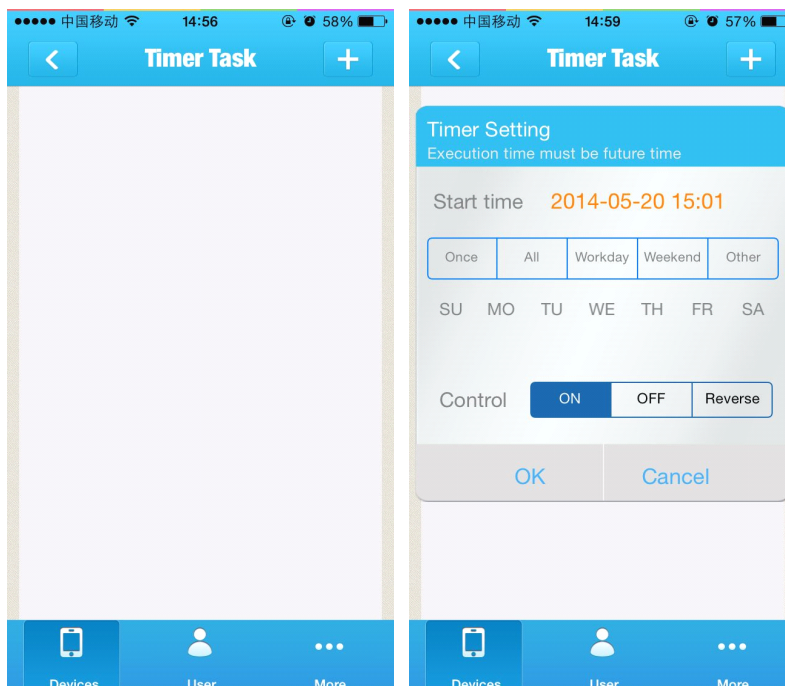 中国移动 14:56 58%
Timer Task
Devices User More
中国移动 14:59 57%
Timer Task
Timer Setting
Execution time must be future time
Start time 2014-05-20 15:01
Once All Workday Weekend Other
SU MO TU WE TH FR SA
Control ON OFF Reverse
OK Cancel
Devices User More